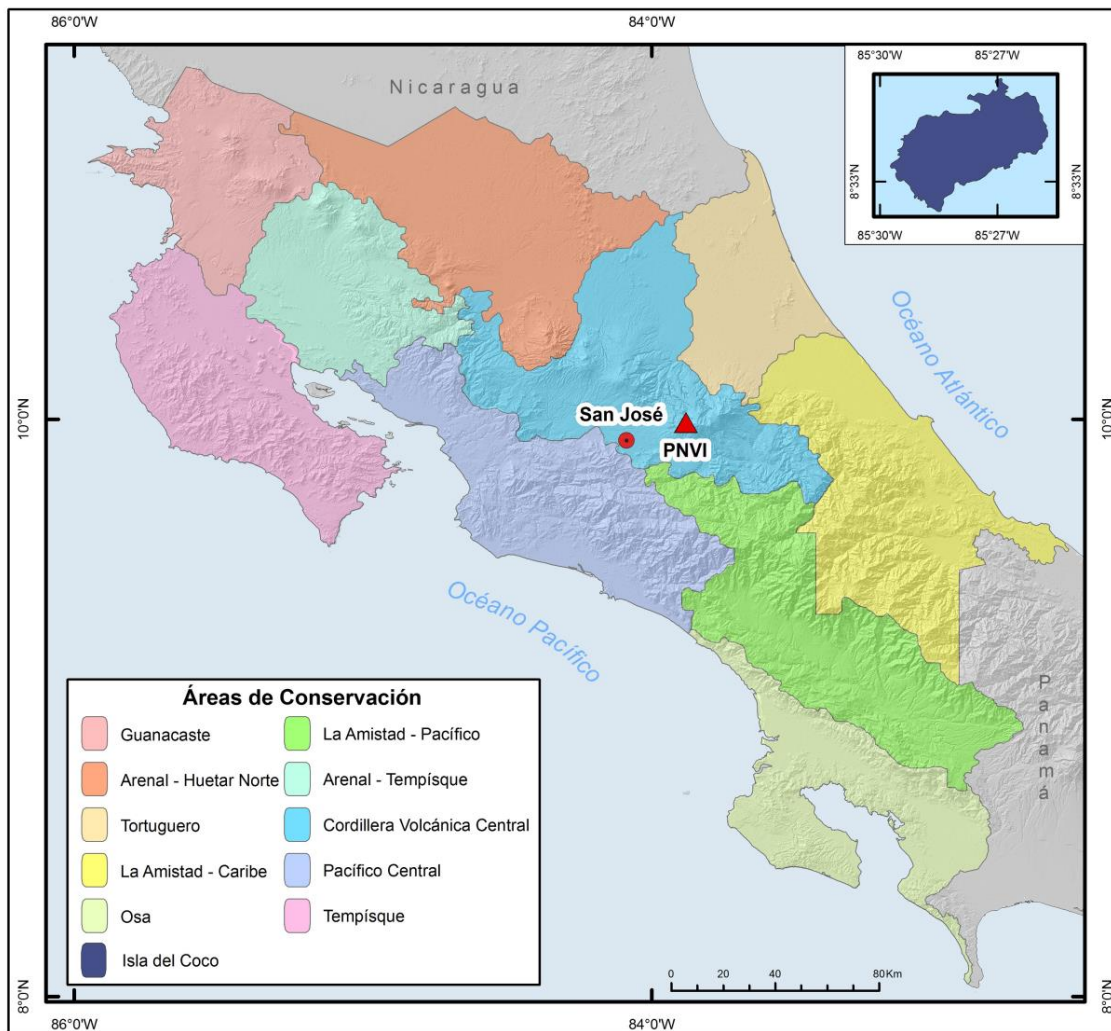 86°0'W
84°0'W
Nicaragua
85°30'W
85°27'W
8°33'N
8°33'N
85°30'W
85°27'W
Océano Atlántico
10°0'N
10°0'N
San José
PNVI
Océano Pacífico
Panamá
Áreas de Conservación
Guanacaste
La Amistad - Pacífico
Arenal - Huetar Norte
Arenal - Tempísque
Tortuguero
Cordillera Volcánica Central
La Amistad - Caribe
Pacífico Central
Osa
Tempísque
Isla del Coco
0 20 40 80 Km
8°0'N
8°0'N
86°0'W
84°0'W